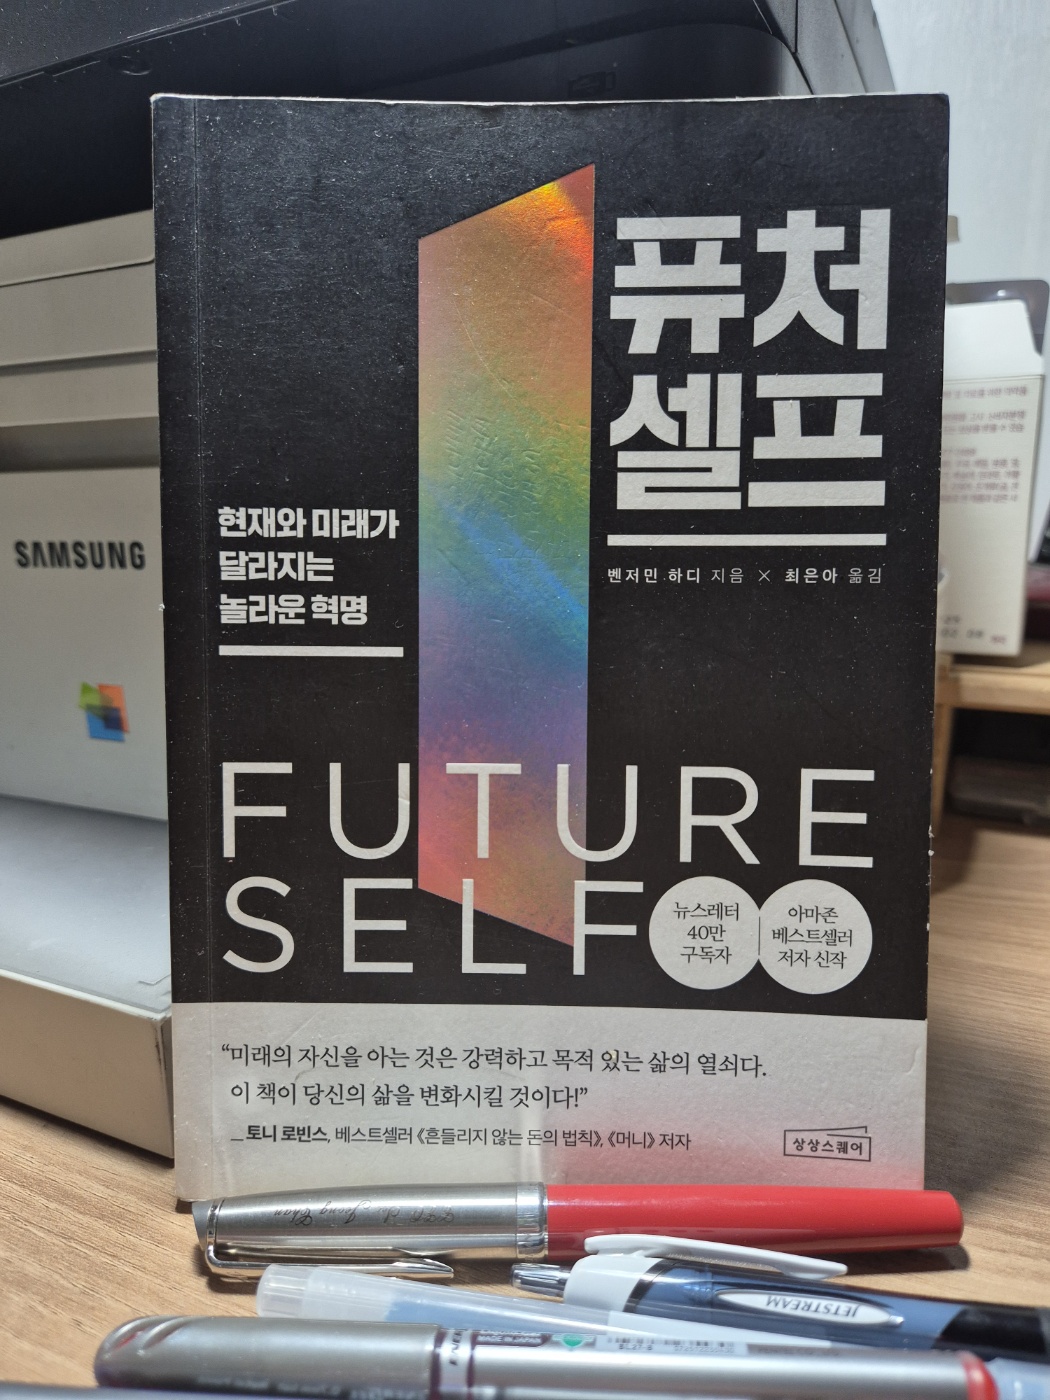 퓨처
셀프
벤저민 하디 지음 × 최은아 옮김
현재와 미래가
달라지는
놀라운 혁명
FUTURE
SELF
뉴스레터
40만
구독자
아마존
베스트셀러
저자 신작
“미래의 자신을 아는 것은 강력하고 목적 있는 삶의 열쇠다.
이 책이 당신의 삶을 변화시킬 것이다!”
_토니 로빈스, 베스트셀러 《흔들리지 않는 돈의 법칙》, 《머니》 저자
상상스퀘어
SAMSUNG
Jeong Chan
JETSTREAM
MADE IN JAPAN